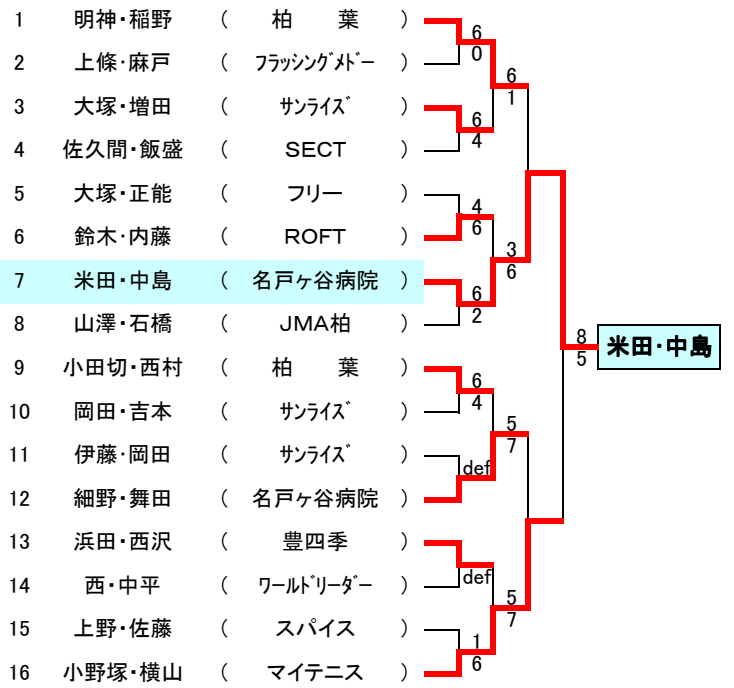 1 明神・稲野 ( 柏 葉 )
6
0
2 上條・麻戸 ( ﾌﾗｯｼﾝｸﾞﾒﾄﾞｰ )
6
1
3 大塚・増田 ( ｻﾝﾗｲｽﾞ )
6
4
4 佐久間・飯盛 ( SECT )
5 大塚・正能 ( フリー )
4
6
6 鈴木・内藤 ( ROFT )
3
6
7 米田・中島 ( 名戸ヶ谷病院 )
6
2
8 山澤・石橋 ( JMA柏 )
8
5
米田・中島
9 小田切・西村 ( 柏 葉 )
6
4
10 岡田・吉本 ( ｻﾝﾗｲｽﾞ )
5
7
11 伊藤・岡田 ( ｻﾝﾗｲｽﾞ )
def
12 細野・舞田 ( 名戸ヶ谷病院 )
13 浜田・西沢 ( 豊四季 )
def
14 西・中平 ( ﾜｰﾙﾄﾞﾘｰﾀﾞｰ )
5
7
15 上野・佐藤 ( スパイス )
1
6
16 小野塚・横山 ( マイテニス )